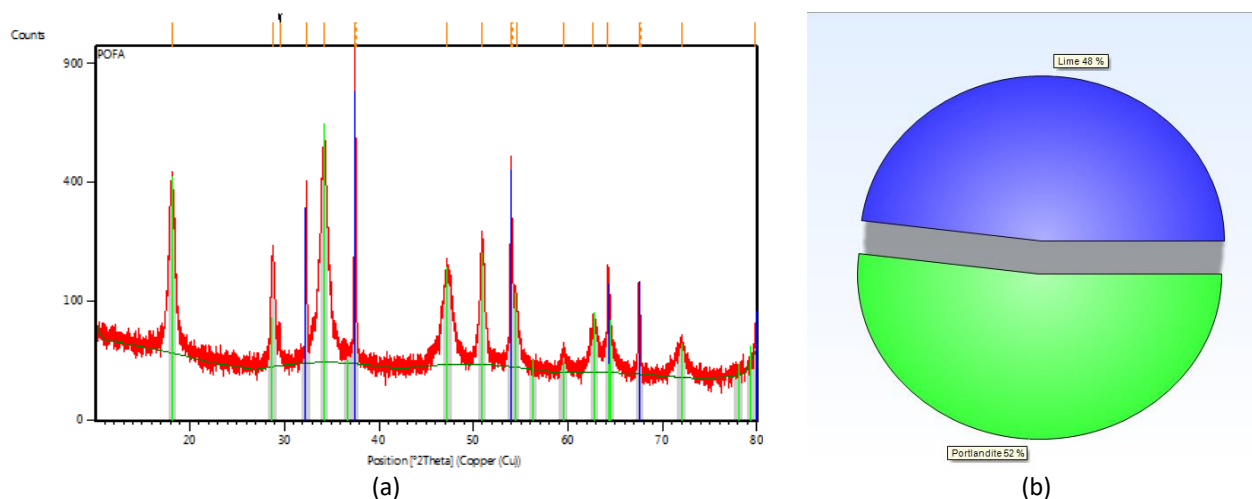 Counts
POFA
900
400
100
0
20
30
40
50
60
70
80
Position [°2Theta] (Copper (Cu))
(a)
Lime 48 %
Portlandite 52 %
(b)